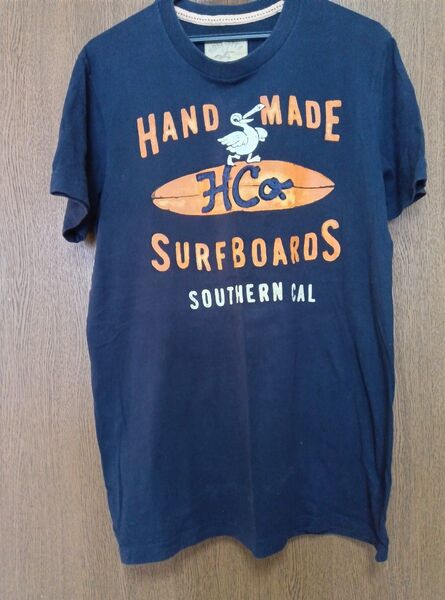 HAND MADE
HCo
SURFBOARDS
SOUTHERN CAL